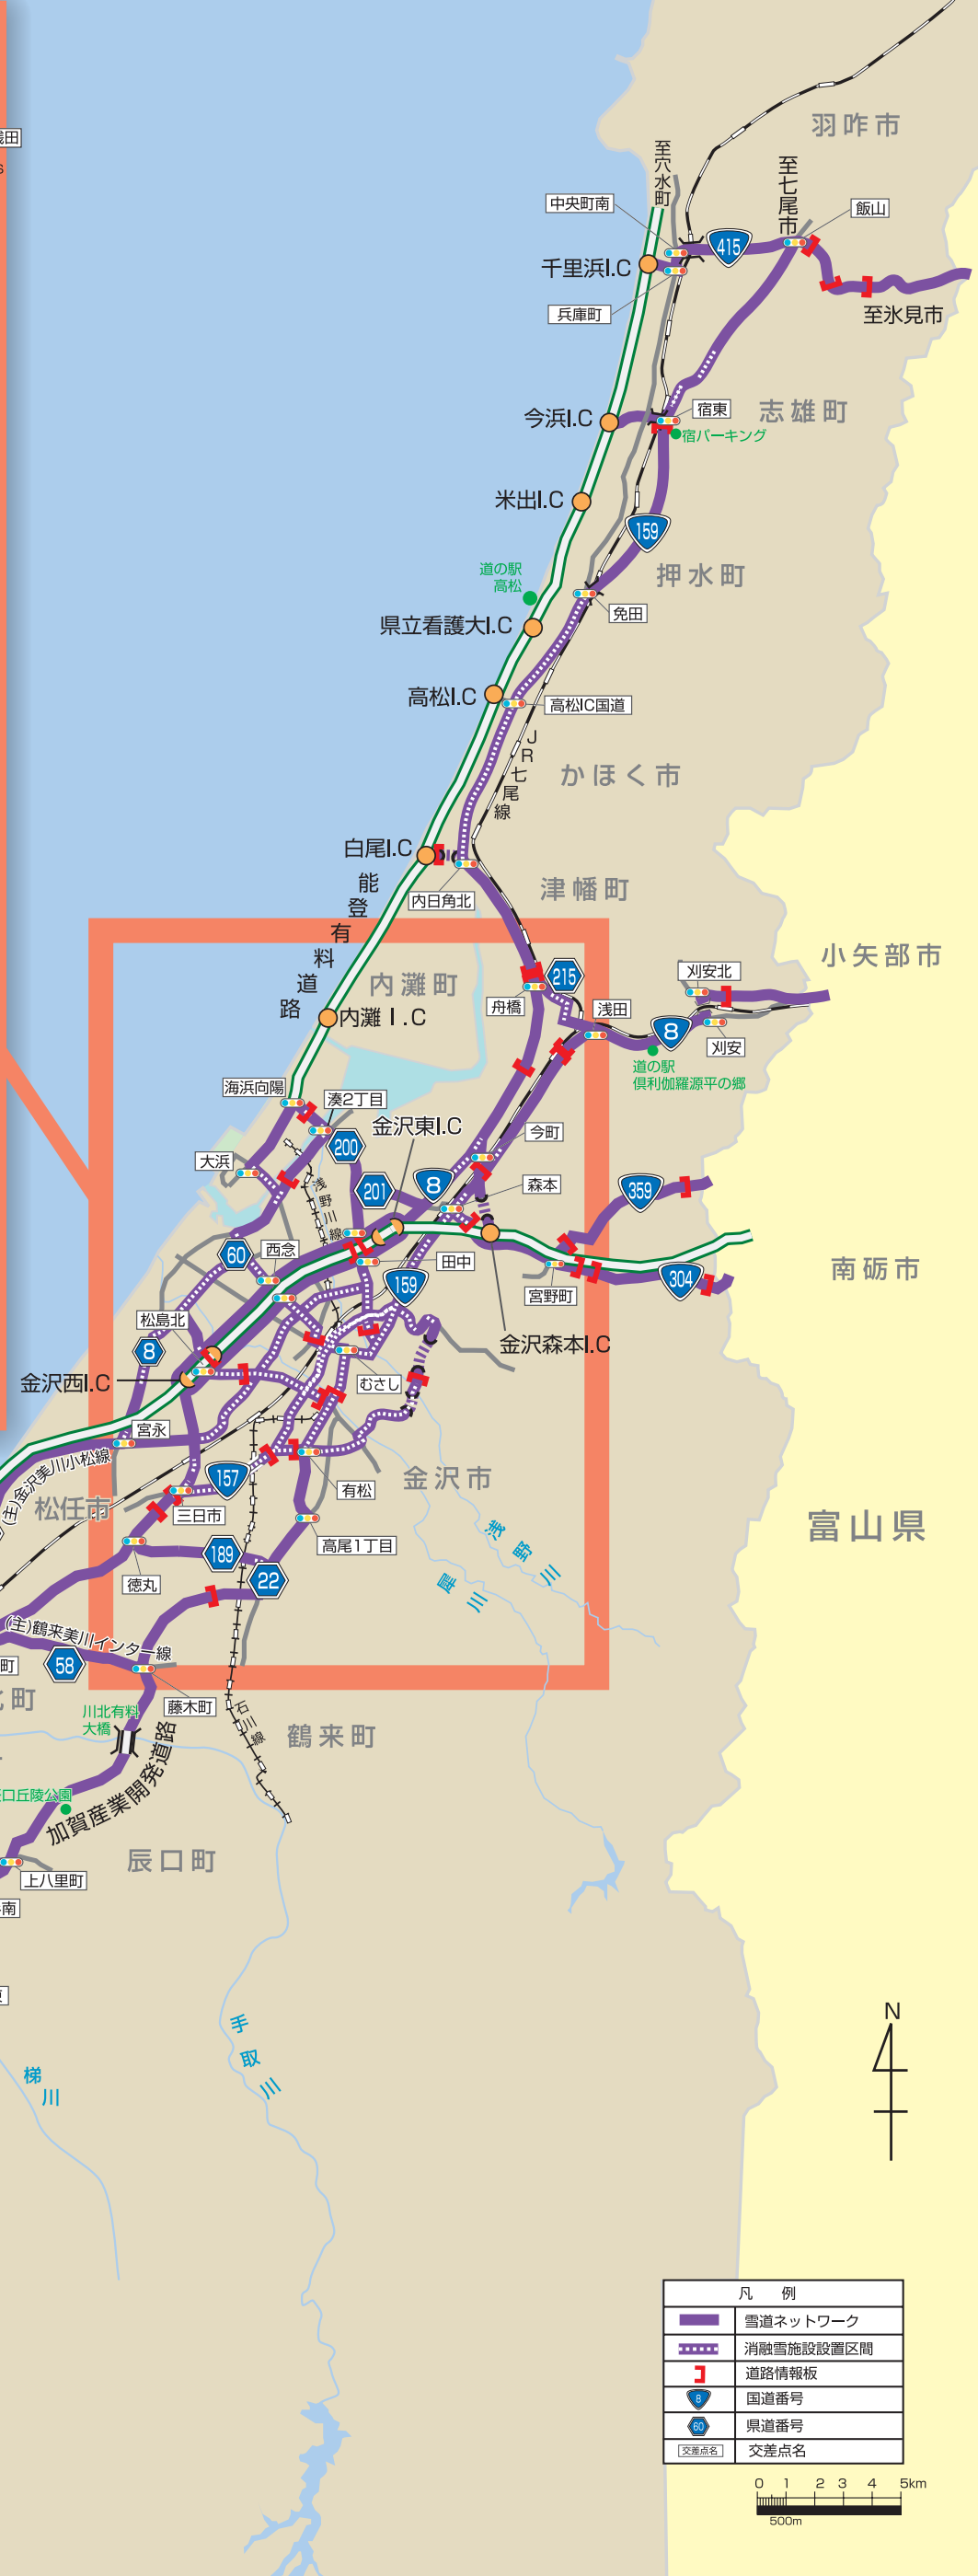 浅田
羽咋市
至穴水町
至七尾市
中央町南
飯山
415
千里浜I.C
兵庫町
至氷見市
今浜I.C
宿東
志雄町
宿パーキング
米出I.C
159
道の駅
高松
押水町
県立看護大I.C
免田
高松I.C
高松IC国道
JR七尾線
かほく市
白尾I.C
能登有料道路
内日角北
津幡町
小矢部市
内灘町
215
刈安北
舟橋
浅田
内灘I.C
8
刈安
道の駅
倶利伽羅源平の郷
海浜向陽
湊2丁目
金沢東I.C
200
今町
大浜
浅野川線
201
8
森本
359
60
西念
田中
159
南砺市
304
宮野町
松島北
8
金沢森本I.C
金沢西I.C
むさし
宮永
(主)金沢美川小松線
157
金沢市
有松
松任市
三日市
富山県
浅野川
高尾1丁目
189
22
徳丸
犀川
(主)鶴来美川インター線
58
町
町
藤木町
川北有料
大橋
石川線
鶴来町
口丘陵公園
加賀産業開発道路
辰口町
上八里町
南
手取川
梯川
N
凡 例
雪道ネットワーク
消融雪施設設置区間
道路情報板
8
国道番号
60
県道番号
交差点名
交差点名
0 1 2 3 4 5km
500m